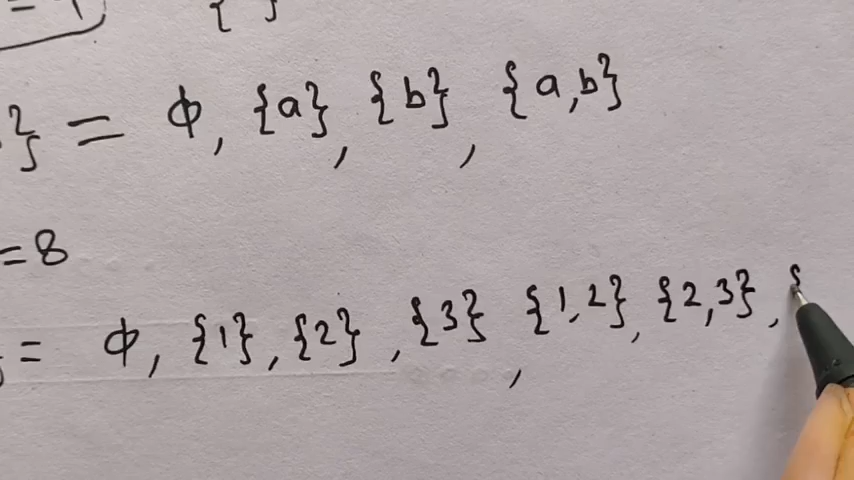 { }
} = Φ, {a}, {b}, {a,b}
=8
} = Φ, {1}, {2}, {3}, {1,2}, {2,3}, {